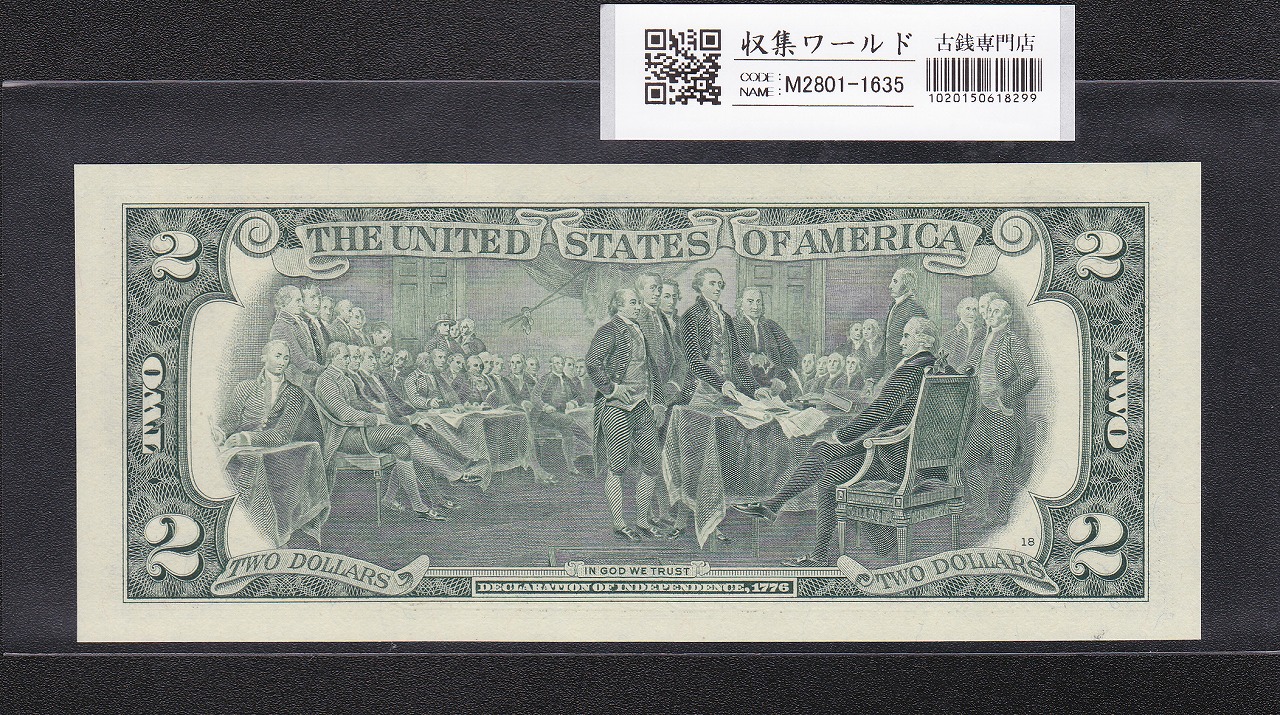 収集ワールド 古銭専門店
CODE:
NAME: M2801-1635
1020150618299
THE UNITED STATES OF AMERICA
2 2
TWO TWO
18
2 2
TWO DOLLARS TWO DOLLARS
IN GOD WE TRUST
DECLARATION OF INDEPENDENCE, 1776